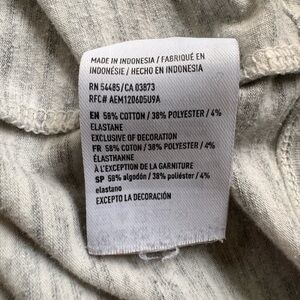 MADE IN INDONESIA / FABRIQUÉ EN
INDONÉSIE / HECHO EN INDONESIA
RN 54485/CA 03873
RFC# AEM120605U9A
EN 58% COTTON / 38% POLYESTER / 4%
ELASTANE
EXCLUSIVE OF DECORATION
FR 58% COTON / 38% POLYESTER / 4%
ÉLASTHANNE
À L'EXCEPTION DE LA GARNITURE
SP 58% algodón / 38% poliéster / 4%
elastano
EXCEPTO LA DECORACIÓN